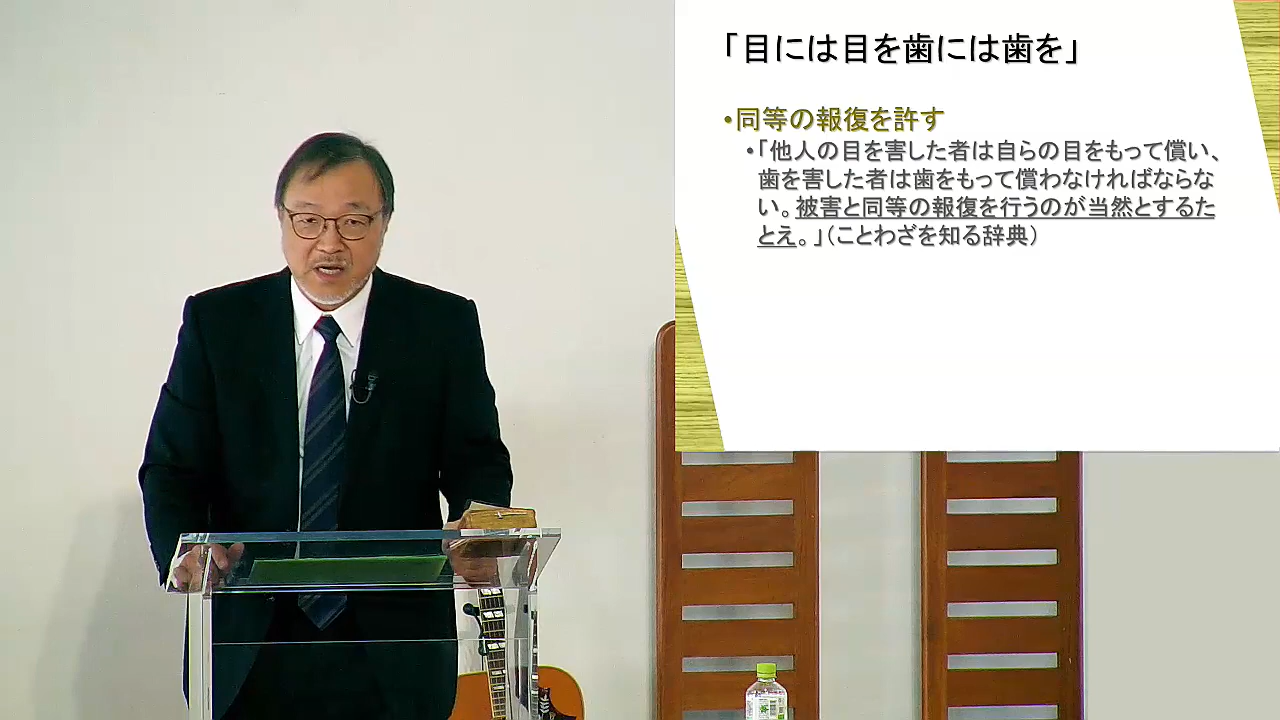 「目には目を歯には歯を」
•同等の報復を許す
•「他人の目を害した者は自らの目をもって償い、
歯を害した者は歯をもって償わなければならな
い。被害と同等の報復を行うのが当然とするた
とえ。」（ことわざを知る辞典）